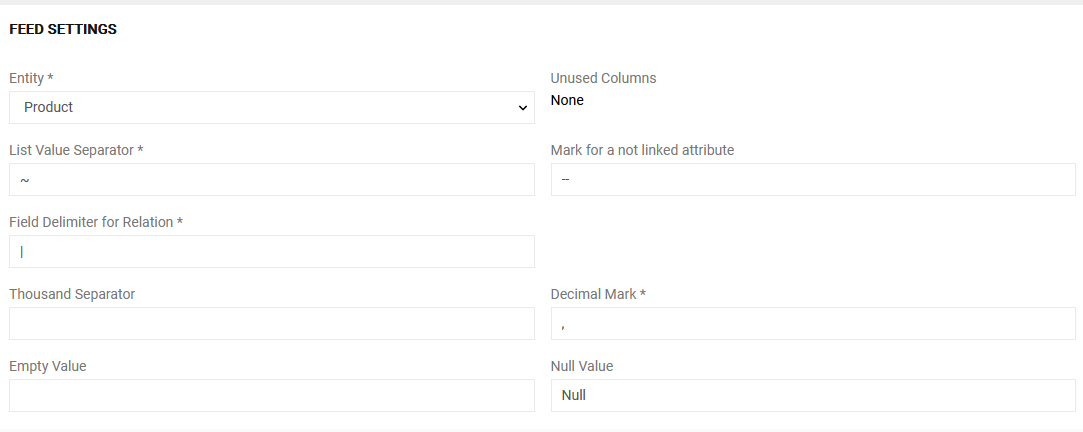 FEED SETTINGS
Entity *
Unused Columns
Product
None
List Value Separator *
Mark for a not linked attribute
~
--
Field Delimiter for Relation *
|
Thousand Separator
Decimal Mark *
,
Empty Value
Null Value
Null